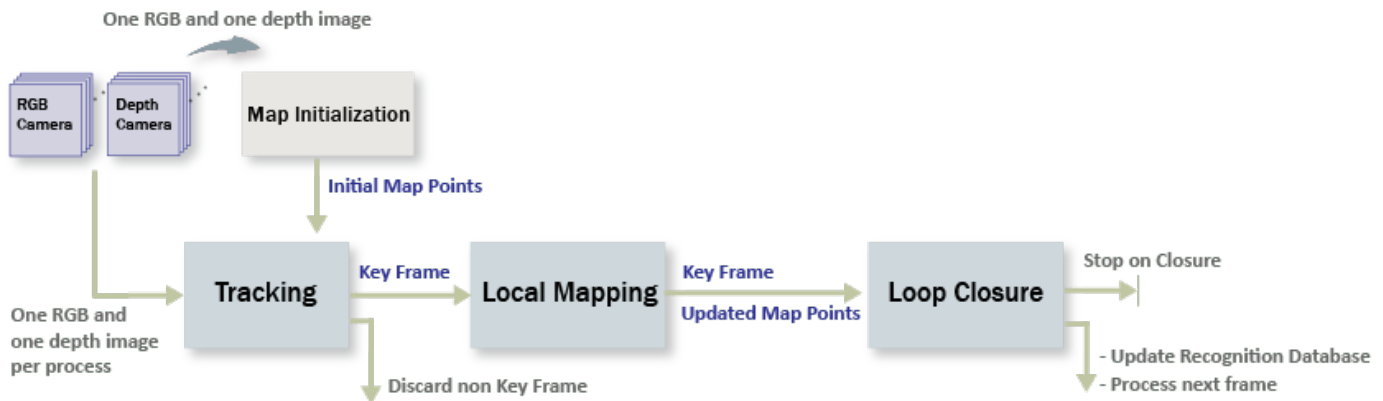 One RGB and one depth image
RGB
Camera
Depth
Camera
Map Initialization
Initial Map Points
Tracking
Key Frame
Local Mapping
Key Frame
Updated Map Points
Loop Closure
Stop on Closure
One RGB and
one depth image
per process
Discard non Key Frame
- Update Recognition Database
- Process next frame